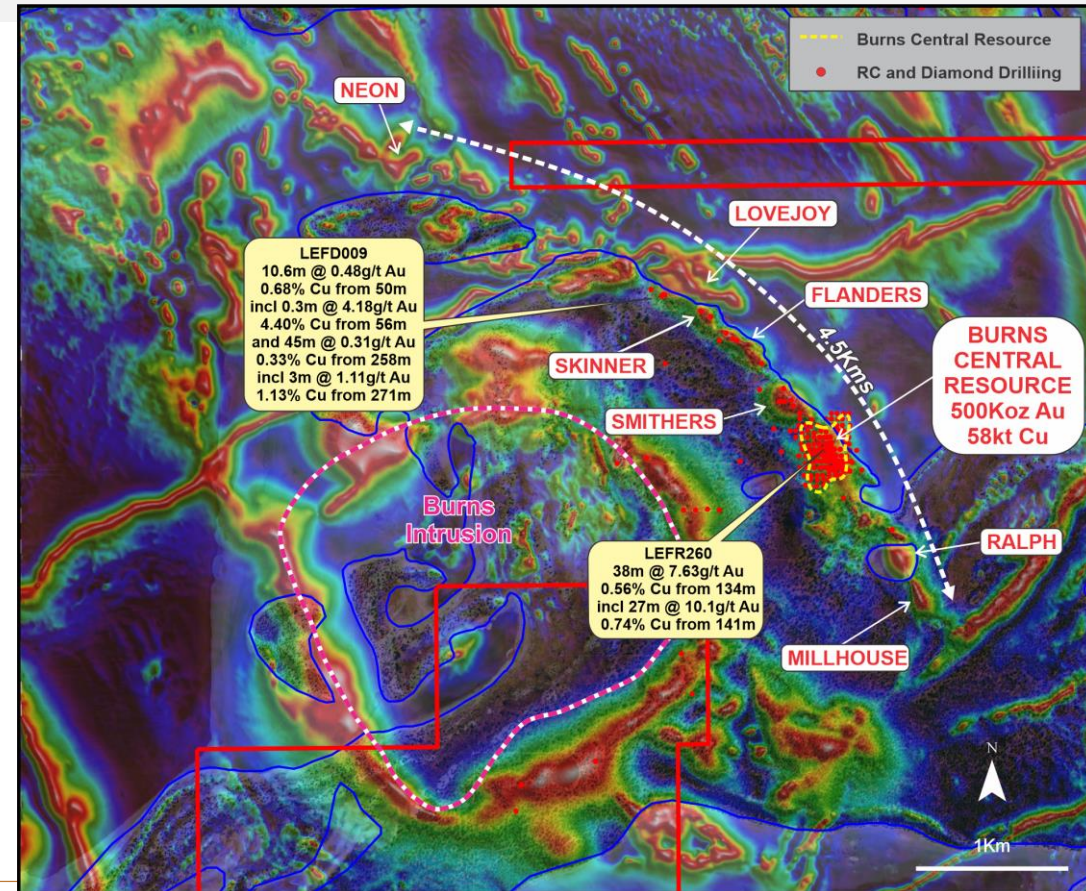 Burns Central Resource
RC and Diamond Drilliing
NEON
LOVEJOY
FLANDERS
4.5Kms
LEFD009
10.6m @ 0.48g/t Au
0.68% Cu from 50m
incl 0.3m @ 4.18g/t Au
4.40% Cu from 56m
and 45m @ 0.31g/t Au
0.33% Cu from 258m
incl 3m @ 1.11g/t Au
1.13% Cu from 271m
SKINNER
SMITHERS
BURNS
CENTRAL
RESOURCE
500Koz Au
58kt Cu
Burns
Intrusion
LEFR260
38m @ 7.63g/t Au
0.56% Cu from 134m
incl 27m @ 10.1g/t Au
0.74% Cu from 141m
RALPH
MILLHOUSE
N
1Km